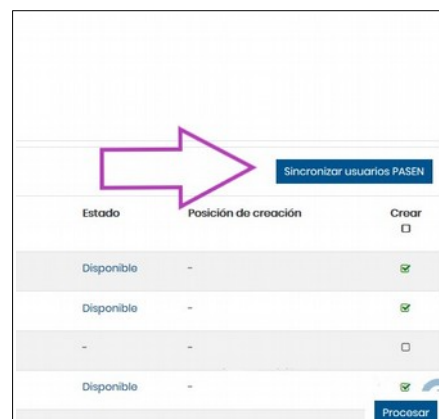 Sincronizar usuarios PASEN
Estado Posición de creación Crear
Disponible -
Disponible -
- -
Disponible -
Procesar